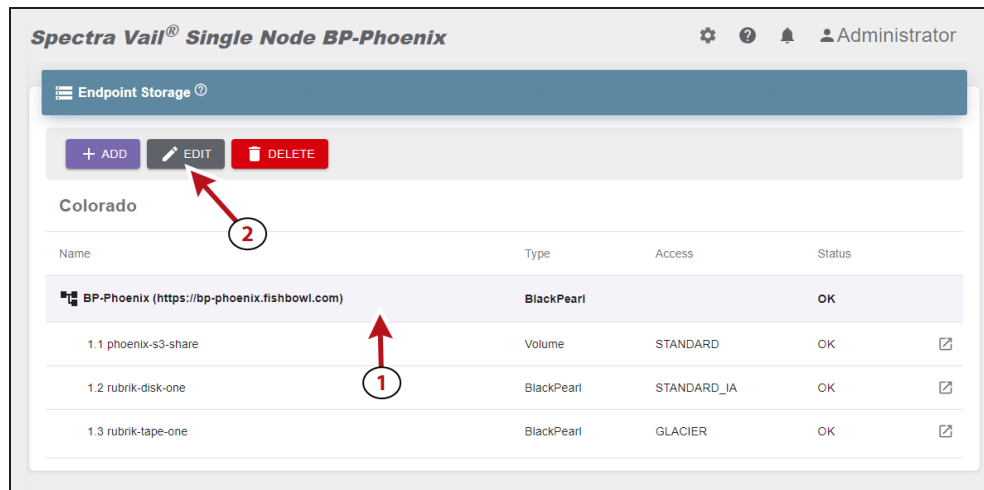 Spectra Vail® Single Node BP-Phoenix
Administrator
Endpoint Storage
+ ADD
EDIT
DELETE
2
Colorado
Name Type Access Status
BP-Phoenix (https://bp-phoenix.fishbowl.com) BlackPearl OK
1
1.1 phoenix-s3-share Volume STANDARD OK
1.2 rubrik-disk-one BlackPearl STANDARD_IA OK
1.3 rubrik-tape-one BlackPearl GLACIER OK